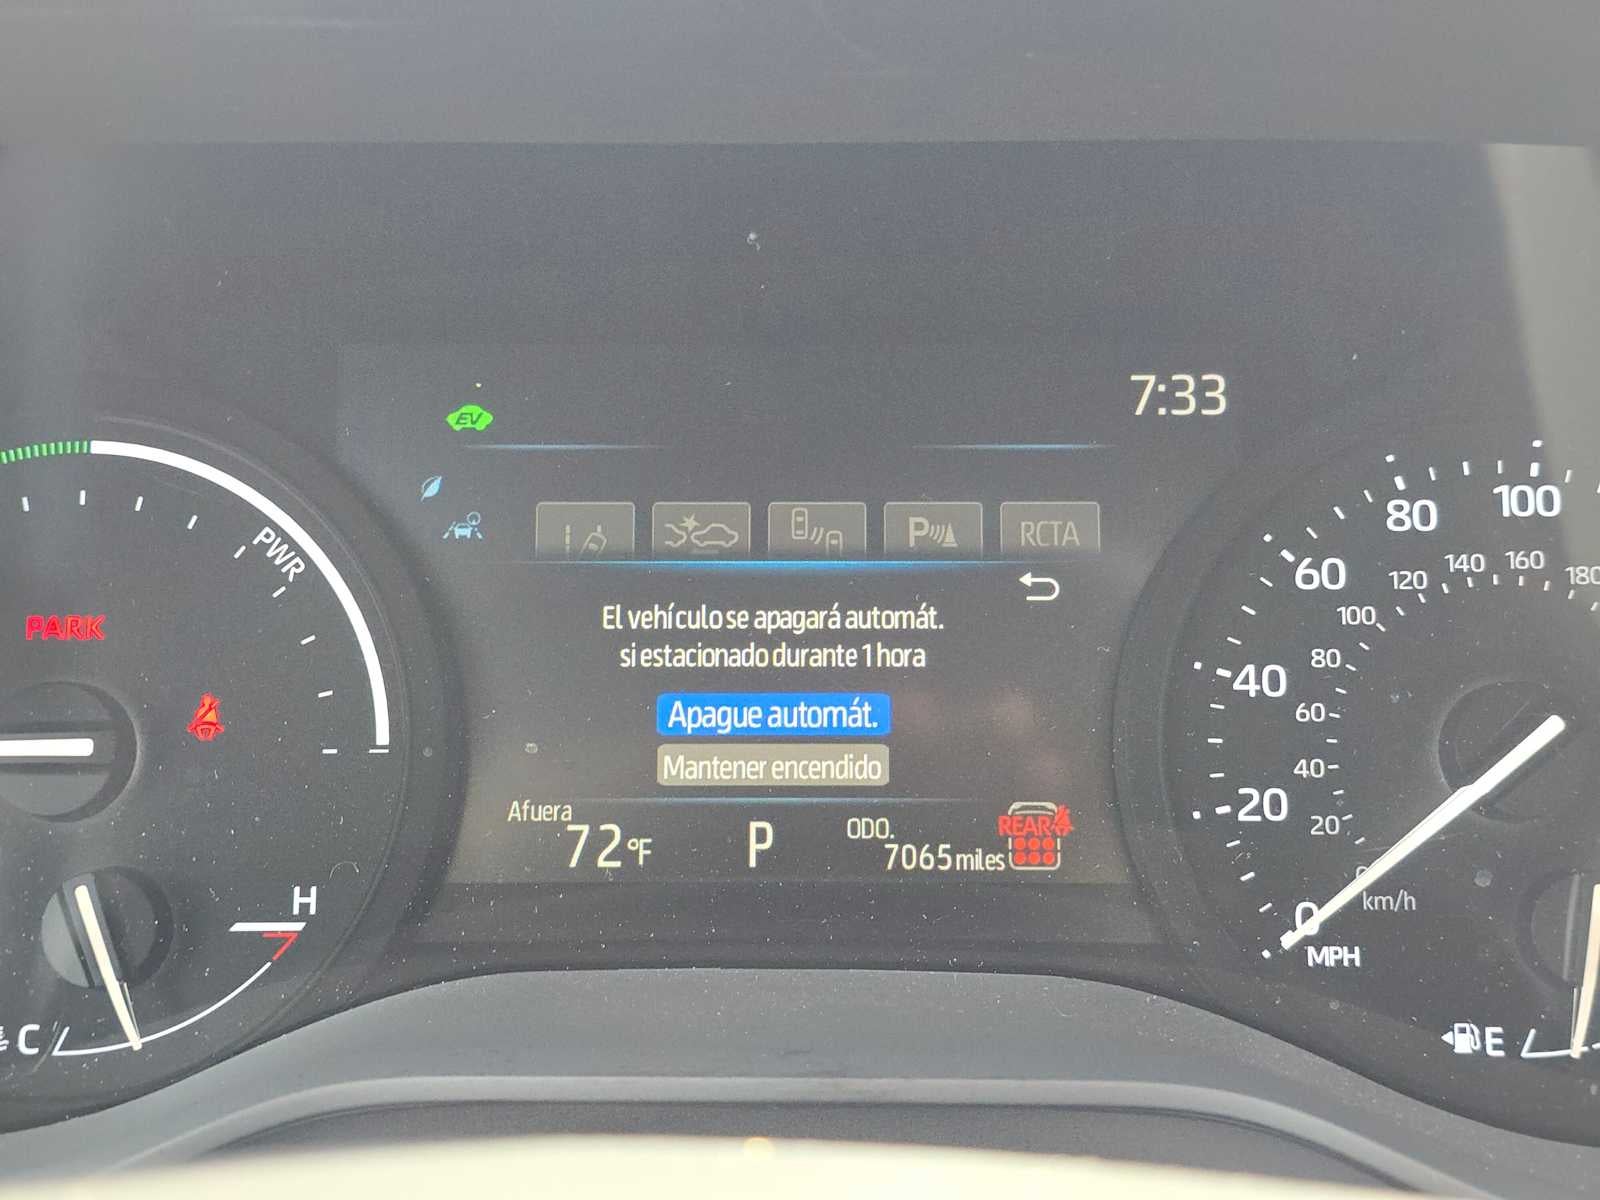 7:33
EV
PWR
RCTA
P
PARK
El vehículo se apagará automát.
si estacionado durante 1 hora
Apague automát.
Mantener encendido
Afuera
72°F
P
ODO.
7065 miles
REAR
H
C
100
80
60
40
20
0
MPH
180
160
140
120
100
80
60
40
20
0
km/h
E